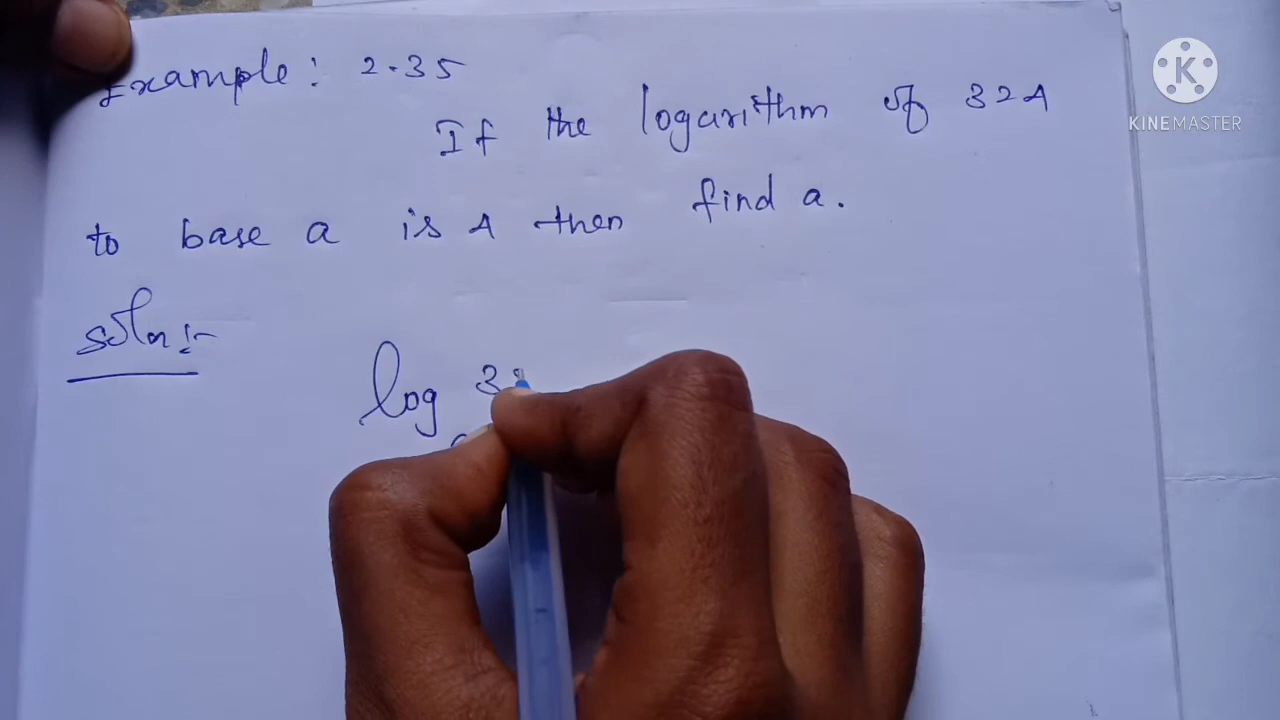 Example: 2.35
If the logarithm of 324
to base a is 4 then find a.
Soln:-
log 3
KINEMASTER